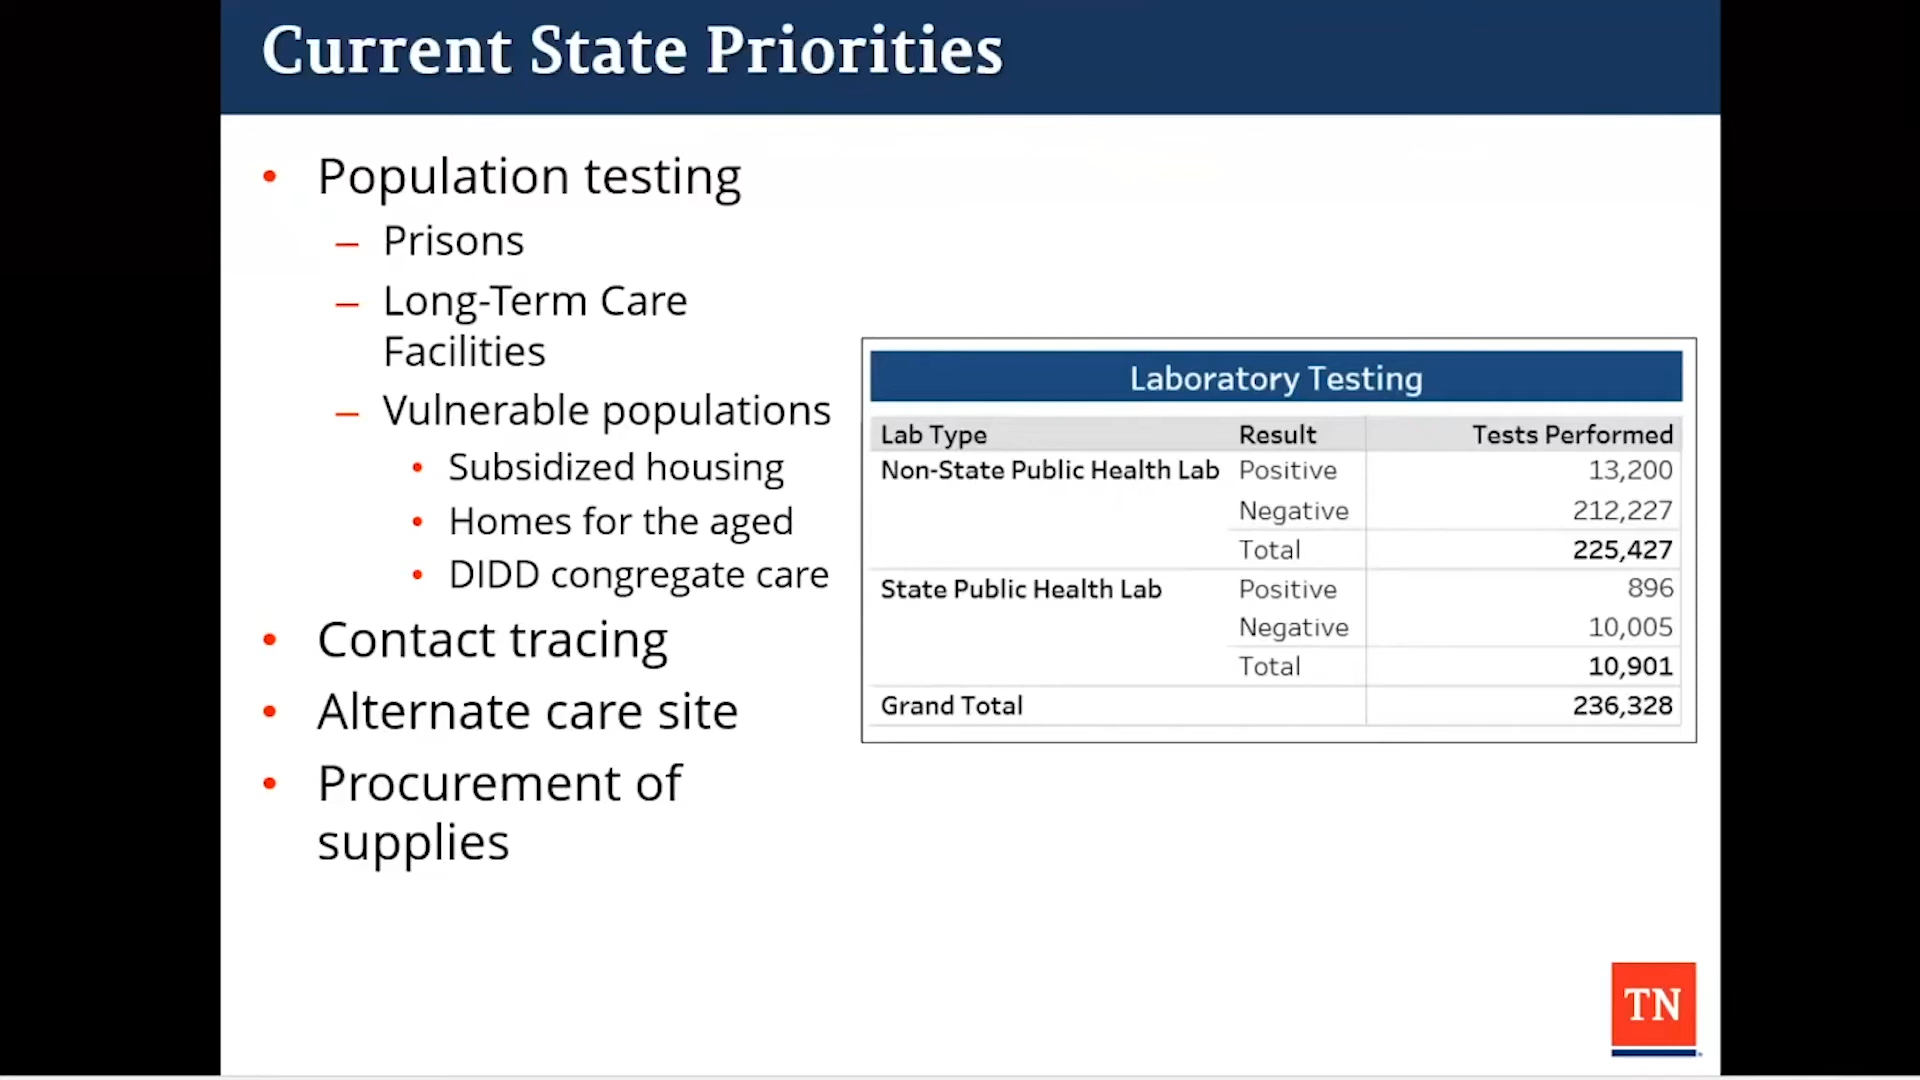 Current State Priorities
• Population testing
– Prisons
– Long-Term Care
Facilities
– Vulnerable populations
• Subsidized housing
• Homes for the aged
• DIDD congregate care
• Contact tracing
• Alternate care site
• Procurement of
supplies
Laboratory Testing
Lab Type Result Tests Performed
Non-State Public Health Lab Positive 13,200
Negative 212,227
Total 225,427
State Public Health Lab Positive 896
Negative 10,005
Total 10,901
Grand Total 236,328
TN